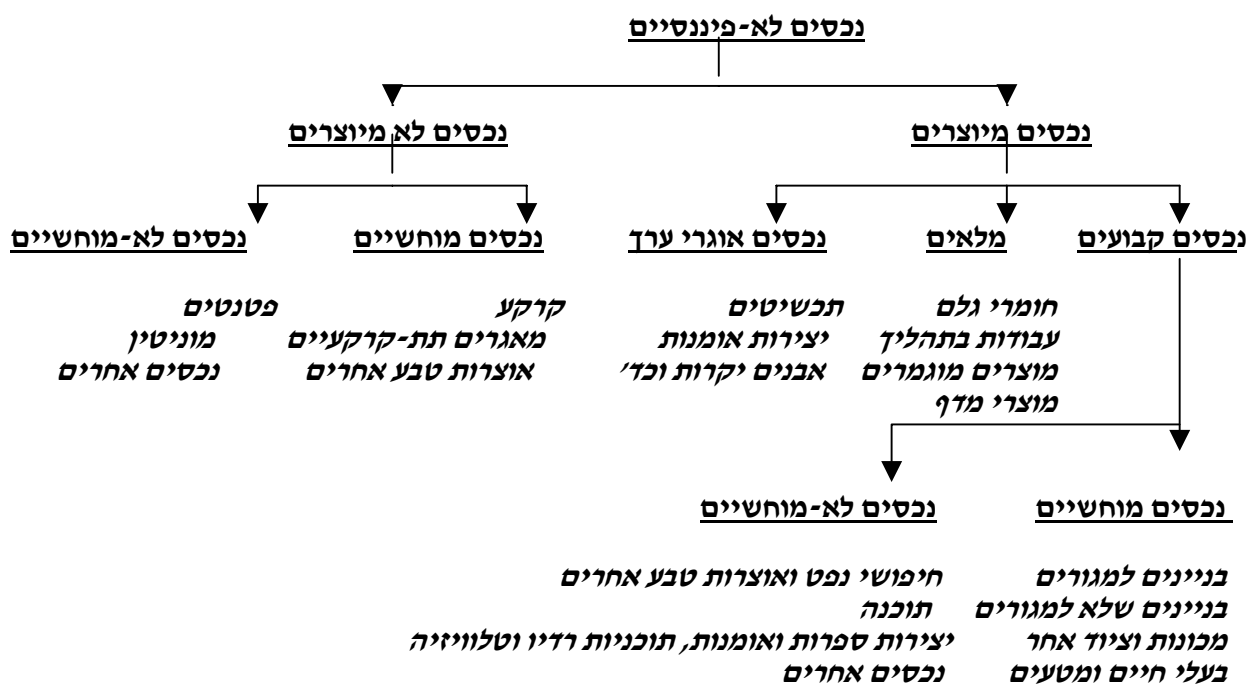 נכסים לא-פיננסיים
נכסים מיוצרים
נכסים לא מיוצרים
נכסים קבועים
מלאים
נכסים אוגרי ערך
נכסים מוחשיים
נכסים לא-מוחשיים
חומרי גלם
עבודות בתהליך
מוצרים מוגמרים
מוצרי מדף
תכשיטים
יצירות אומנות
אבנים יקרות וכד'
קרקע
מאגרים תת-קרקעיים
אוצרות טבע אחרים
פטנטים
מוניטין
נכסים אחרים
נכסים מוחשיים
נכסים לא-מוחשיים
בניינים למגורים
בניינים שלא למגורים
מכונות וציוד אחר
בעלי חיים ומטעים
חיפושי נפט ואוצרות טבע אחרים
תוכנה
יצירות ספרות ואומנות, תוכניות רדיו וטלוויזיה
נכסים אחרים